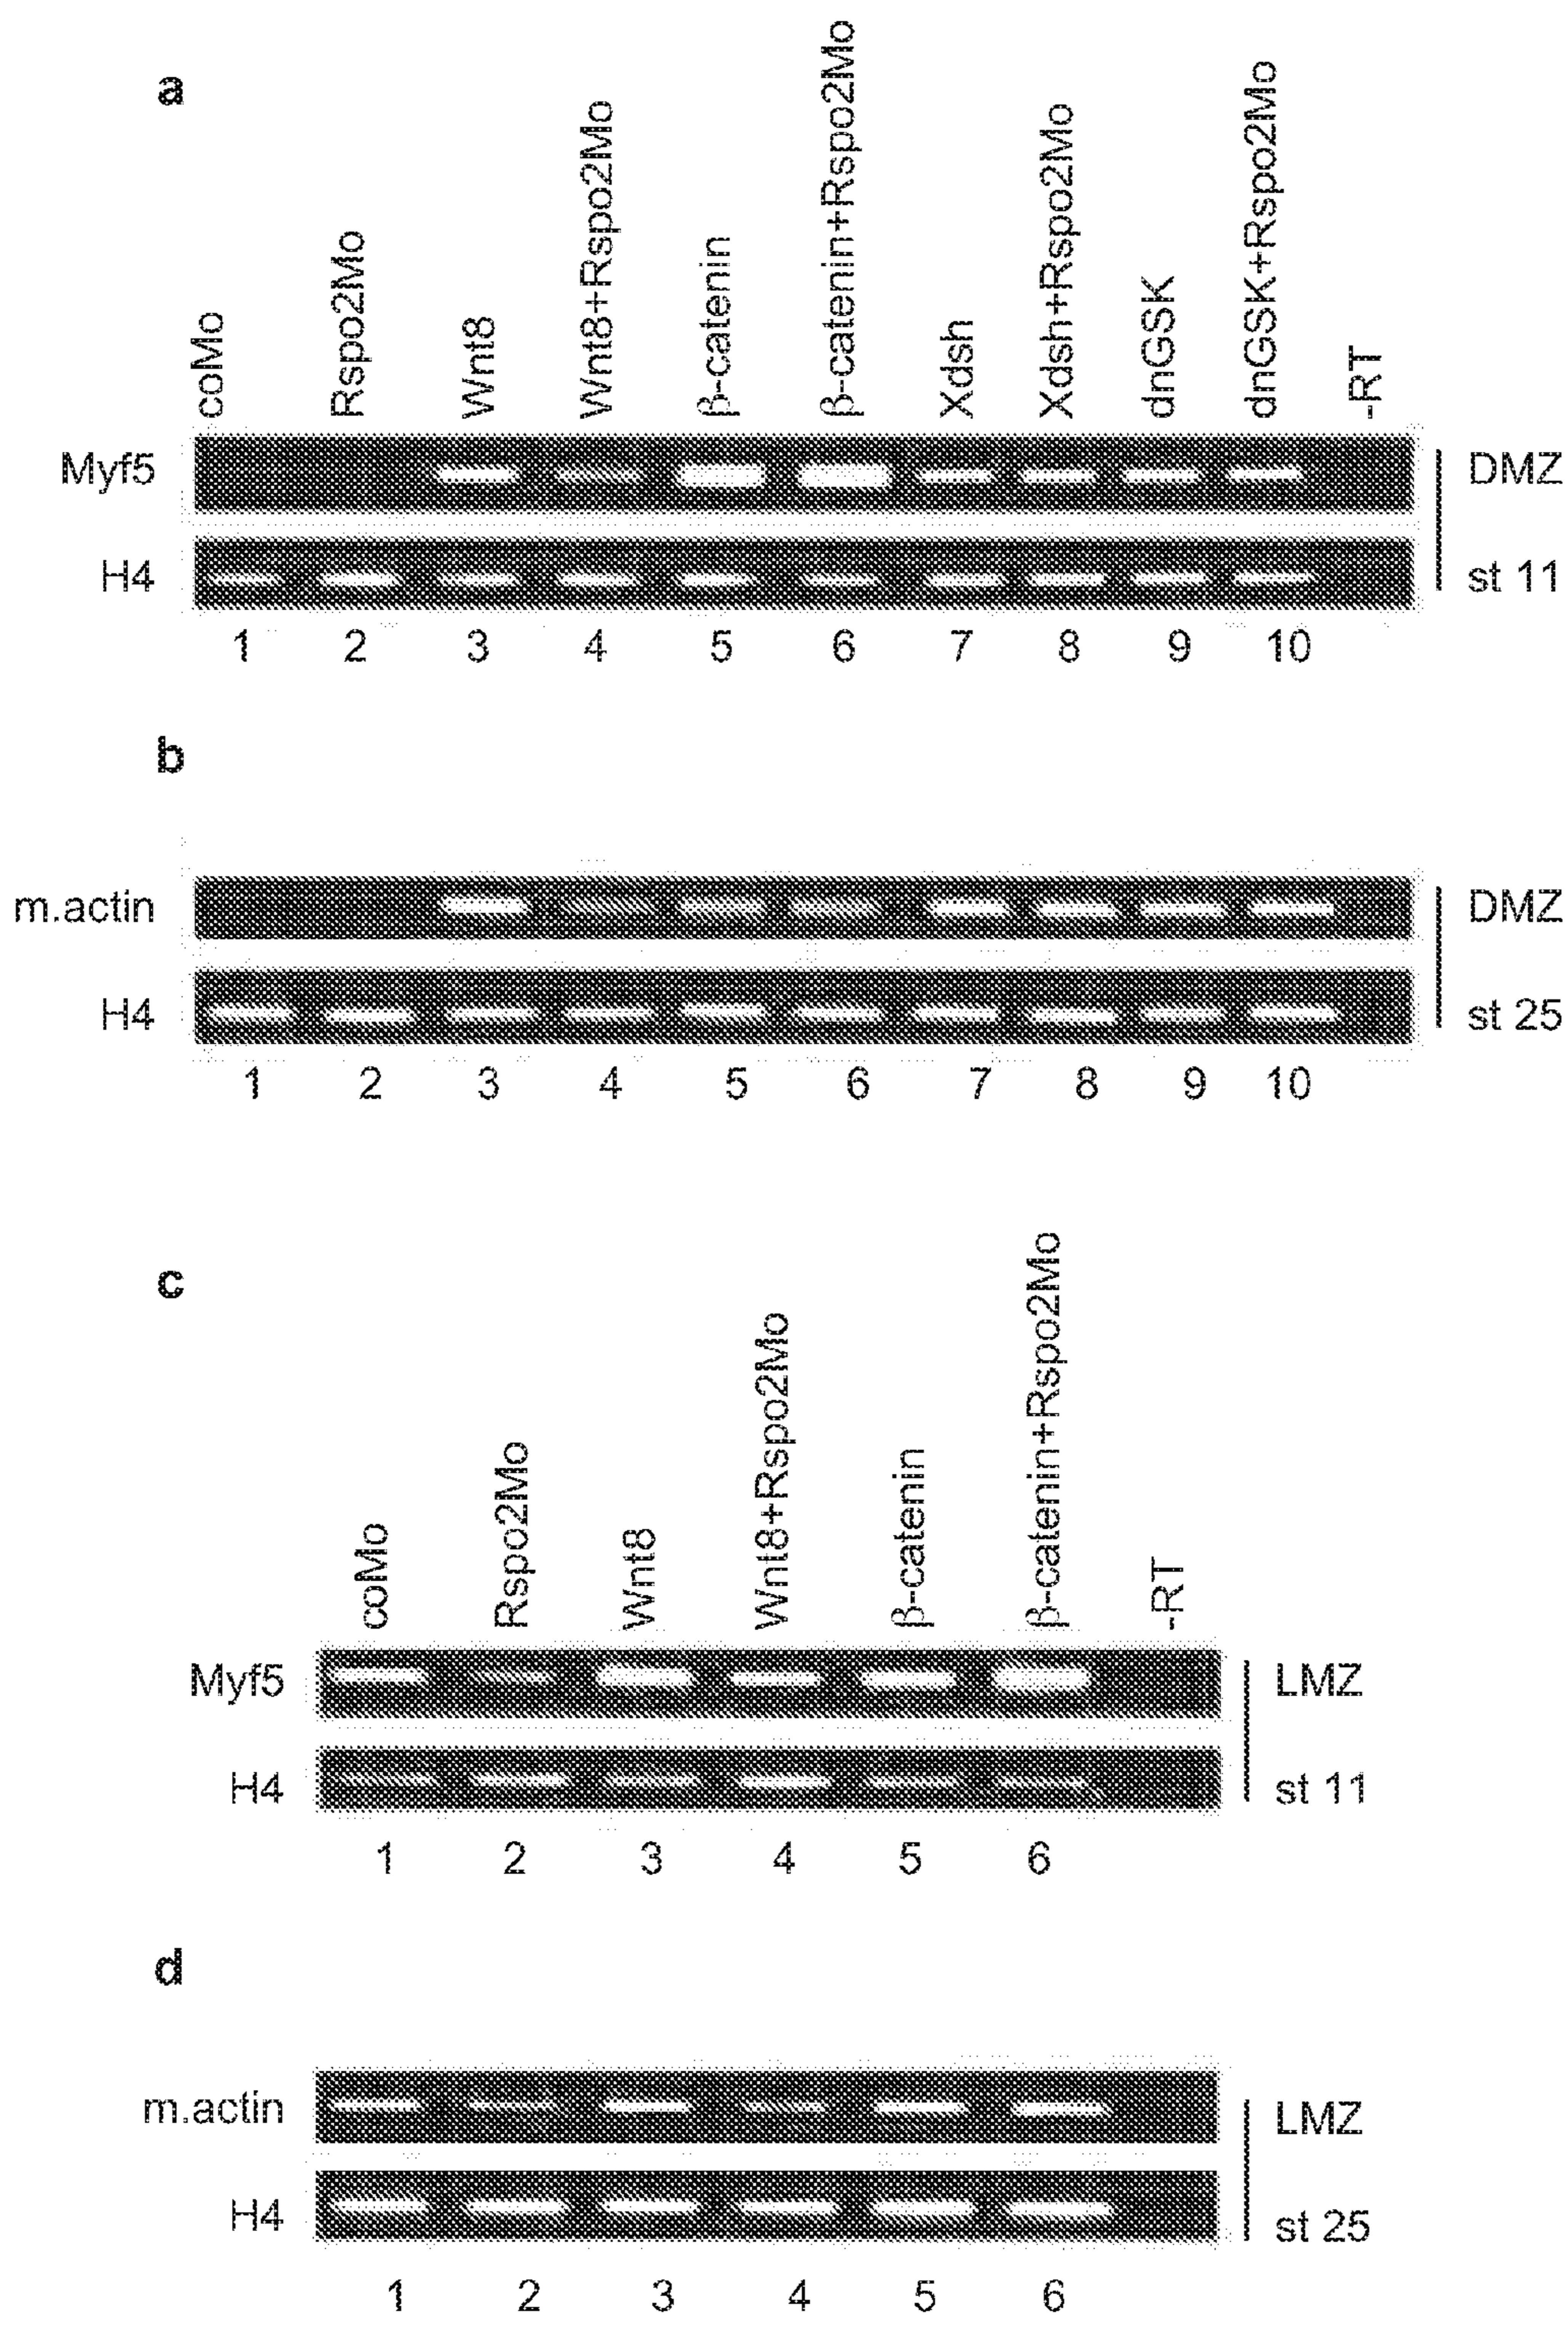 a
coMo
Rspo2Mo
Wnt8
Wnt8+Rspo2Mo
β-catenin
β-catenin+Rspo2Mo
Xdsh
Xdsh+Rspo2Mo
dnGSK
dnGSK+Rspo2Mo
-RT
Myf5 DMZ
H4 st 11
1 2 3 4 5 6 7 8 9 10
b
m.actin DMZ
H4 st 25
1 2 3 4 5 6 7 8 9 10
c
coMo
Rspo2Mo
Wnt8
Wnt8+Rspo2Mo
β-catenin
β-catenin+Rspo2Mo
-RT
Myf5 LMZ
H4 st 11
1 2 3 4 5 6
d
m.actin LMZ
H4 st 25
1 2 3 4 5 6